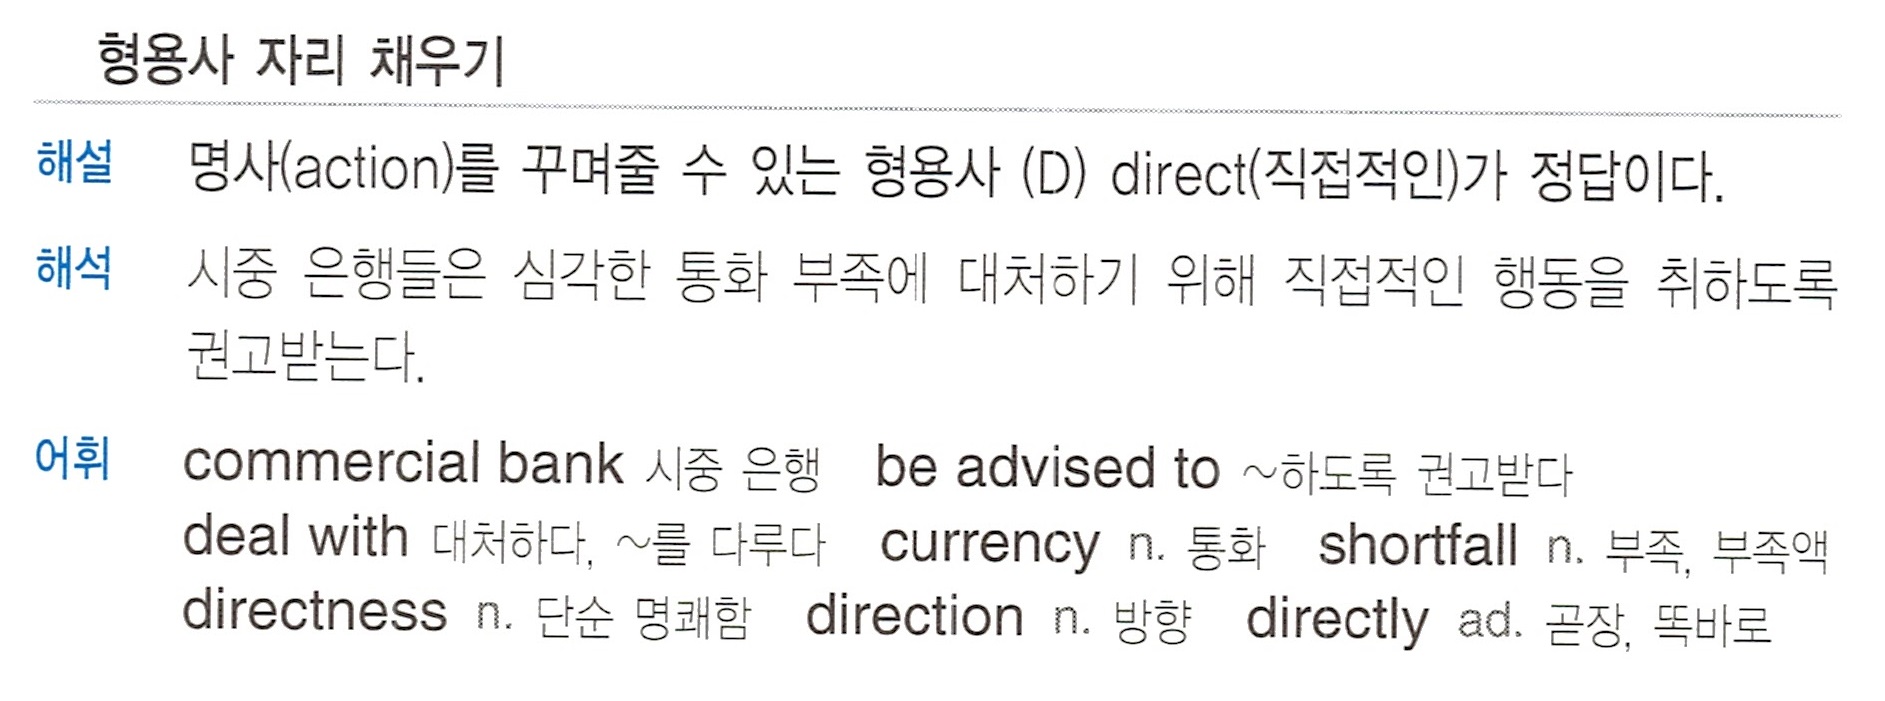 형용사 자리 채우기
해설 명사(action)를 꾸며줄 수 있는 형용사 (D) direct(직접적인)가 정답이다.
해석 시중 은행들은 심각한 통화 부족에 대처하기 위해 직접적인 행동을 취하도록
권고받는다.
어휘 commercial bank 시중 은행 be advised to ~하도록 권고받다
deal with 대처하다, ~를 다루다 currency n. 통화 shortfall n. 부족, 부족액
directness n. 단순 명쾌함 direction n. 방향 directly ad. 곧장, 똑바로